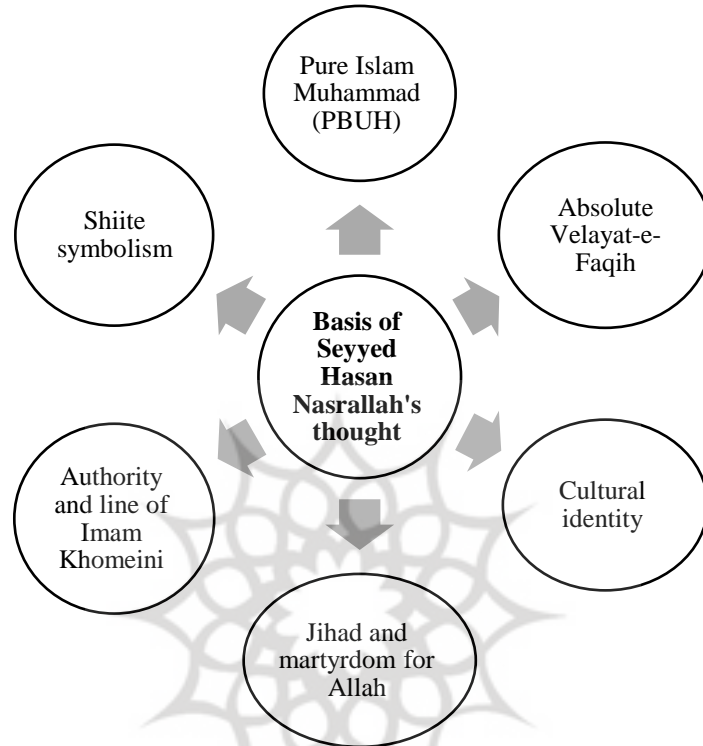 Pure Islam
Muhammad
(PBUH)
Shiite
symbolism
Absolute
Velayat-e-
Faqih
Basis of
Seyyed
Hasan
Nasrallah's
thought
Authority
and line of
Imam
Khomeini
Cultural
identity
Jihad and
martyrdom for
Allah